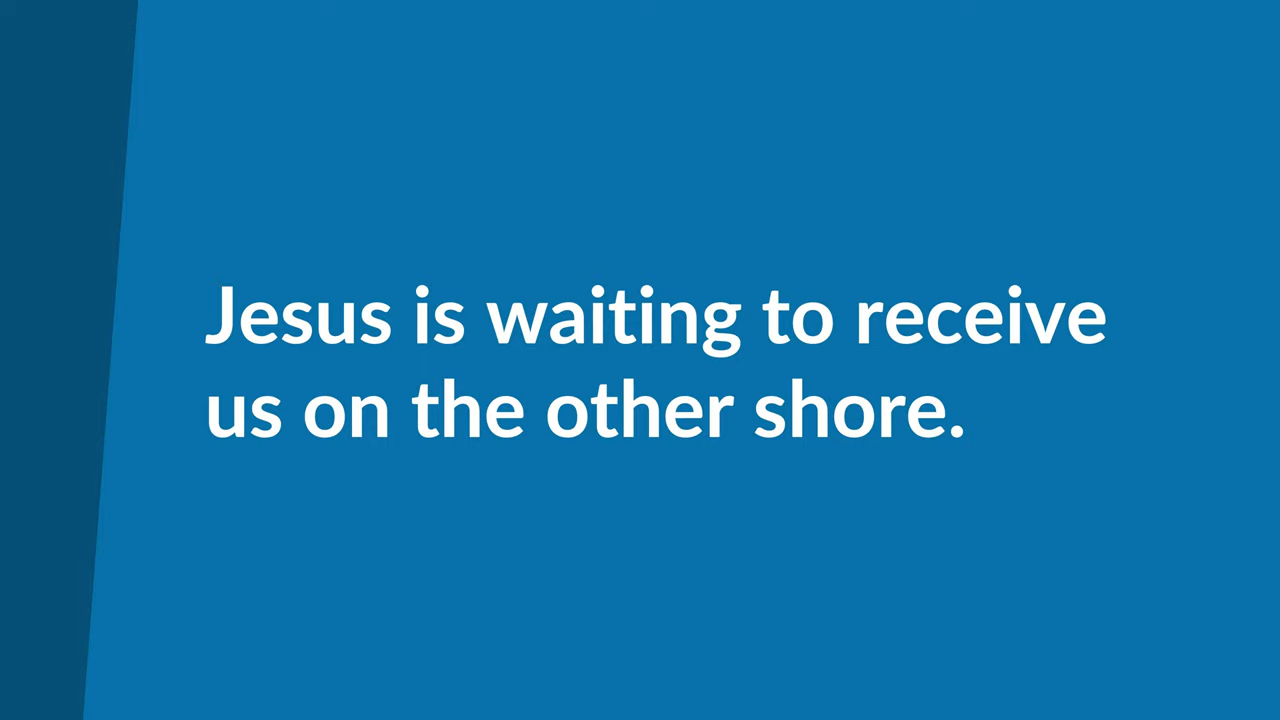 Jesus is waiting to receive
us on the other shore.